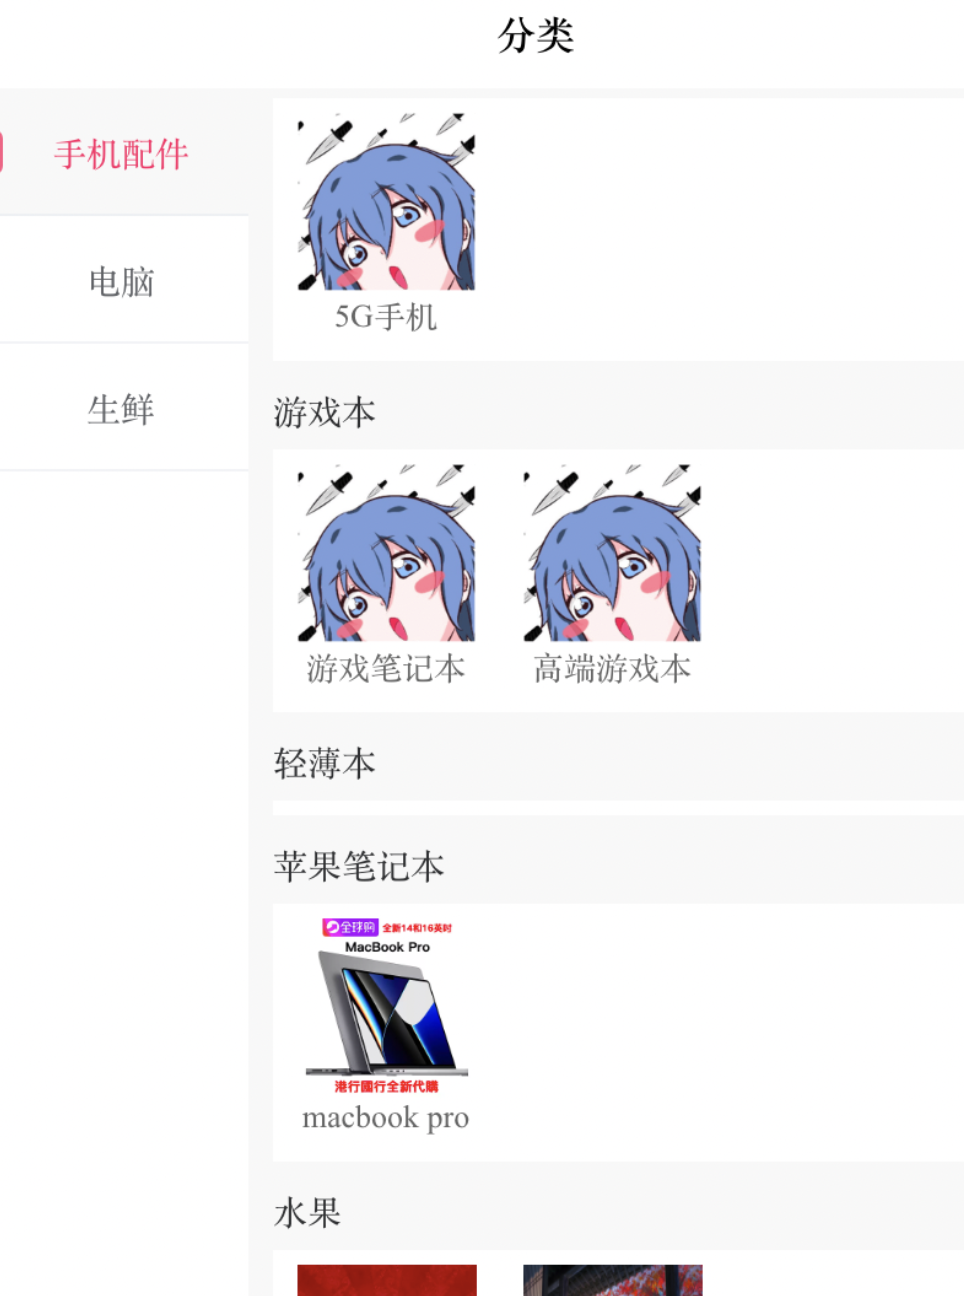 分类
手机配件
电脑
生鲜
5G手机
游戏本
游戏笔记本
高端游戏本
轻薄本
苹果笔记本
全球购 全新14和16英吋
MacBook Pro
港行國行全新代購
macbook pro
水果